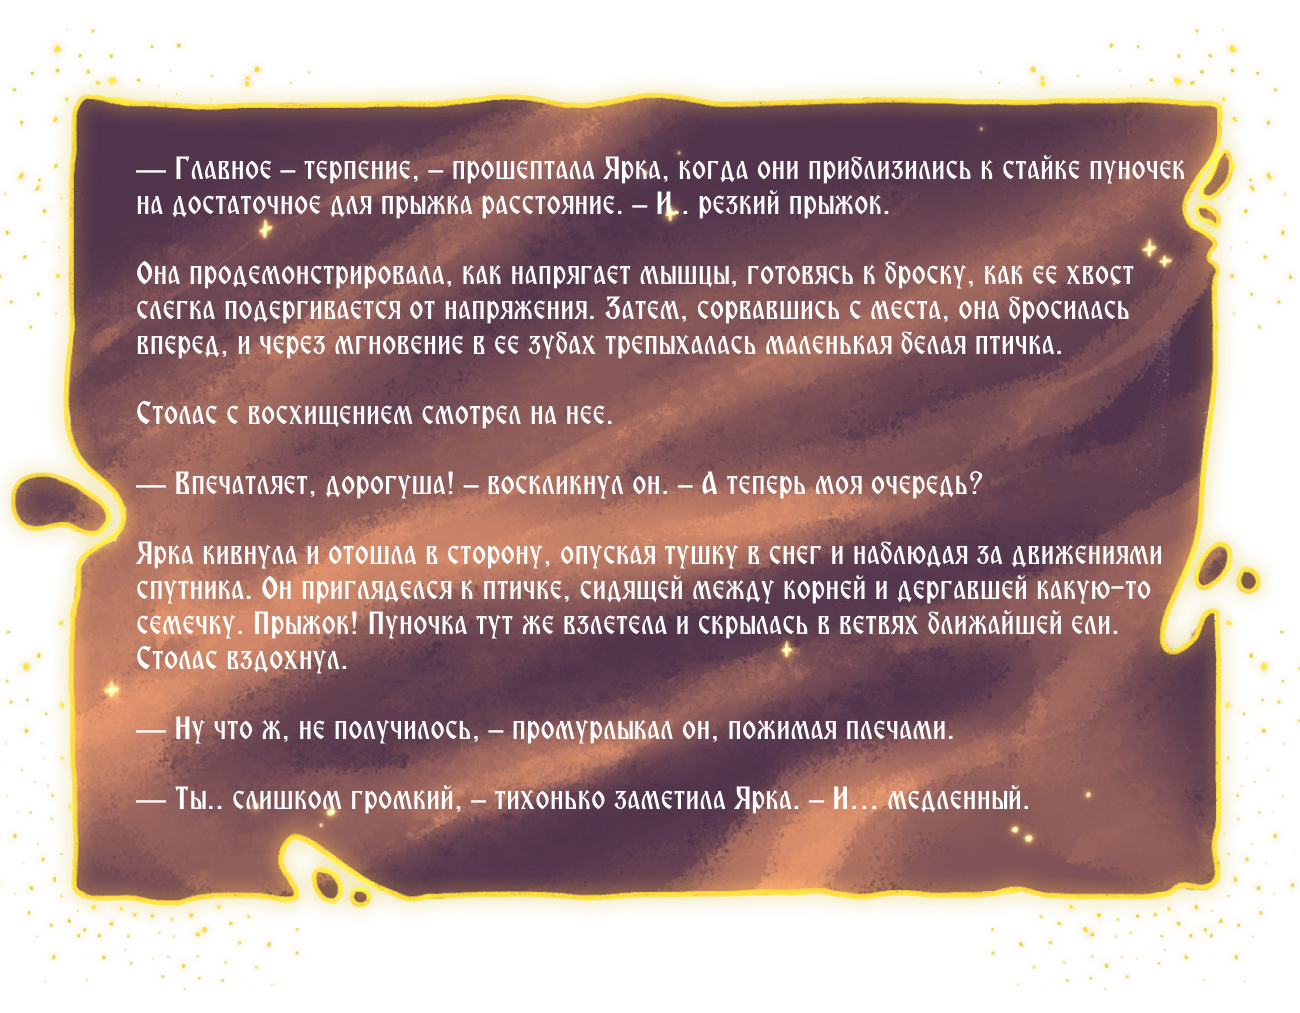 — Главное – терпение, – прошептала Ярка, когда они приблизились к стайке пуночек
на достаточное для прыжка расстояние. – И.. резкий прыжок.
Она продемонстрировала, как напрягает мышцы, готовясь к броску, как ее хвост
слегка подергивается от напряжения. Затем, сорвавшись с места, она бросилась
вперед, и через мгновение в ее зубах трепыхалась маленькая белая птичка.
Столас с восхищением смотрел на нее.
— Впечатляет, дорогуша! – воскликнул он. – А теперь моя очередь?
Ярка кивнула и отошла в сторону, опуская тушку в снег и наблюдая за движениями
спутника. Он пригляделся к птичке, сидящей между корней и дергавшей какую-то
семечку. Прыжок! Пуночка тут же взлетела и скрылась в ветвях ближайшей ели.
Столас вздохнул.
— Ну что ж, не получилось, – промурлыкал он, пожимая плечами.
— Ты.. слишком громкий, – тихонько заметила Ярка. – И... медленный.